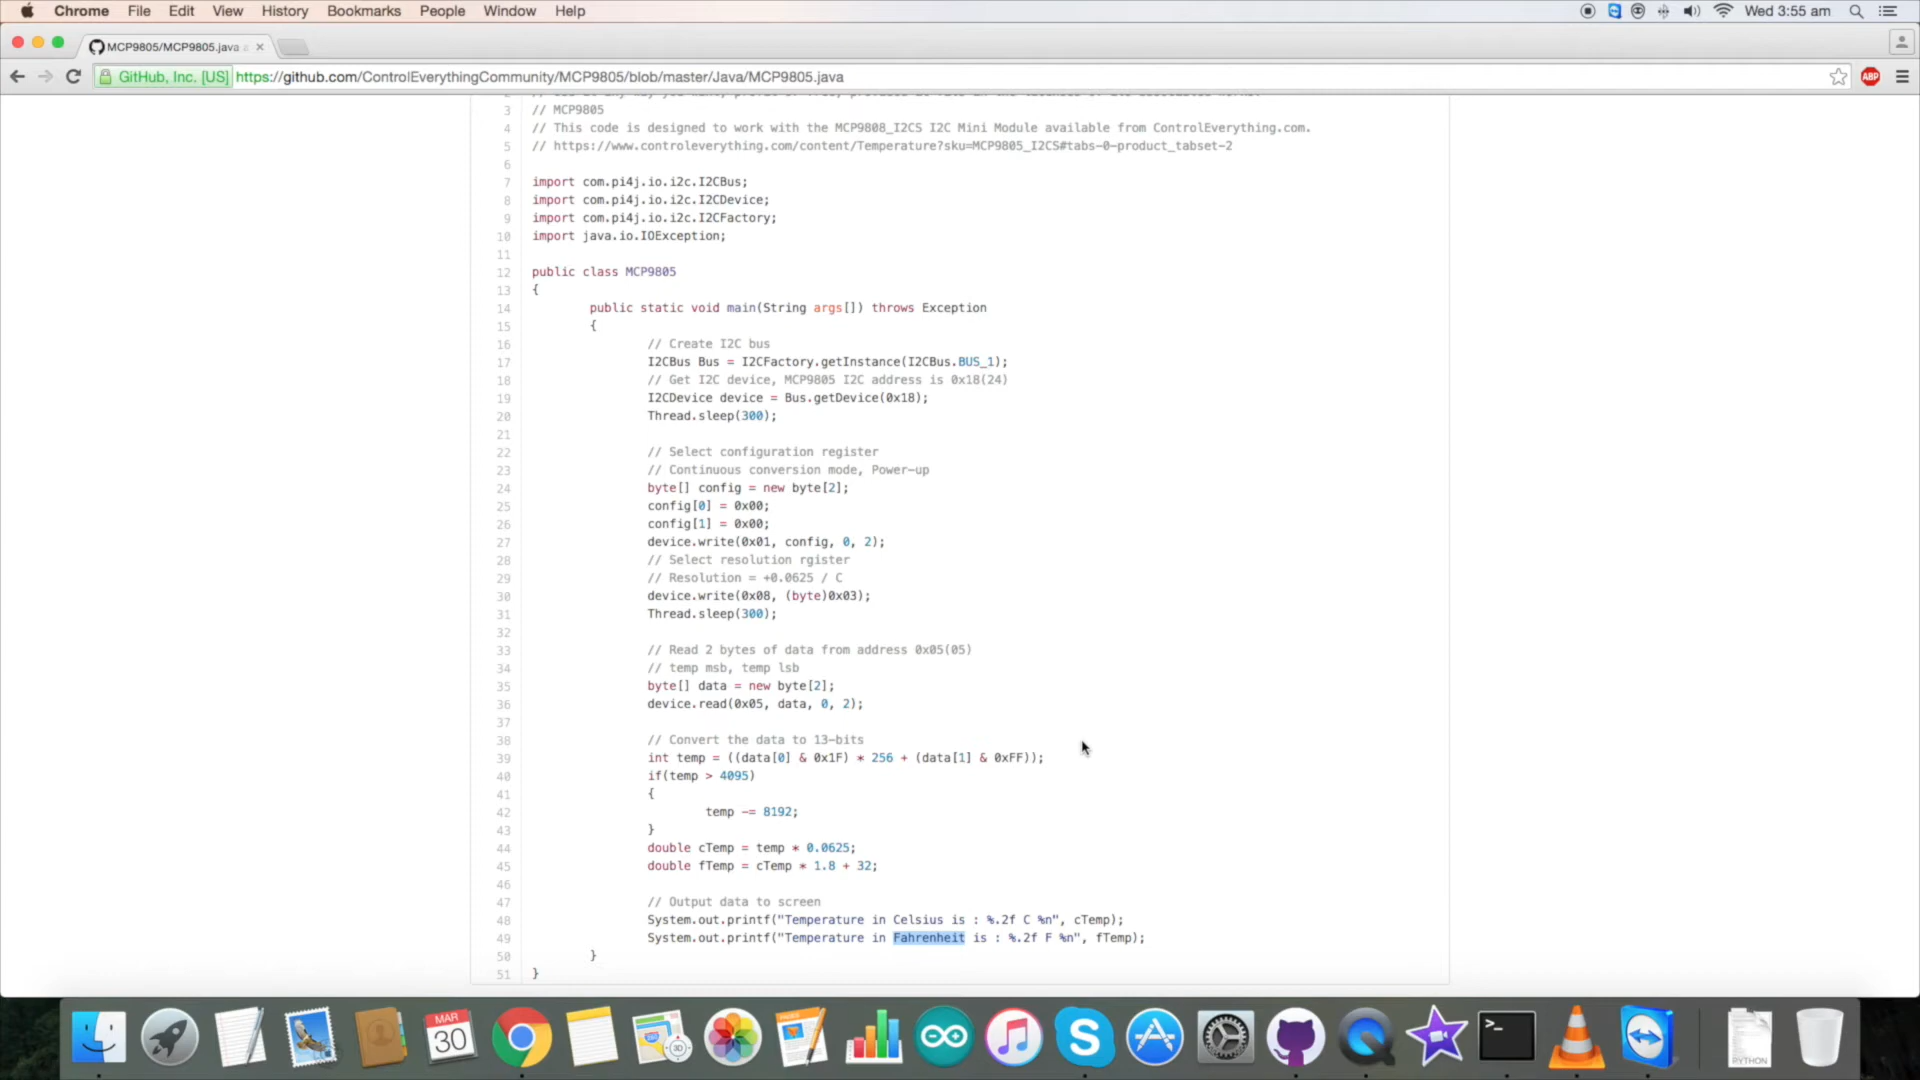 Chrome File Edit View History Bookmarks People Window Help Wed 3:55 am
MCP9805/MCP9805.java
GitHub, Inc. [US] https://github.com/ControlEverythingCommunity/MCP9805/blob/master/Java/MCP9805.java
ABP
3 // MCP9805
4 // This code is designed to work with the MCP9808_I2CS I2C Mini Module available from ControlEverything.com.
5 // https://www.controleverything.com/content/Temperature?sku=MCP9805_I2CS#tabs-0-product_tabset-2
6
7 import com.pi4j.io.i2c.I2CBus;
8 import com.pi4j.io.i2c.I2CDevice;
9 import com.pi4j.io.i2c.I2CFactory;
10 import java.io.IOException;
11
12 public class MCP9805
13 {
14 public static void main(String args[]) throws Exception
15 {
16 // Create I2C bus
17 I2CBus Bus = I2CFactory.getInstance(I2CBus.BUS_1);
18 // Get I2C device, MCP9805 I2C address is 0x18(24)
19 I2CDevice device = Bus.getDevice(0x18);
20 Thread.sleep(300);
21
22 // Select configuration register
23 // Continuous conversion mode, Power-up
24 byte[] config = new byte[2];
25 config[0] = 0x00;
26 config[1] = 0x00;
27 device.write(0x01, config, 0, 2);
28 // Select resolution rgister
29 // Resolution = +0.0625 / C
30 device.write(0x08, (byte)0x03);
31 Thread.sleep(300);
32
33 // Read 2 bytes of data from address 0x05(05)
34 // temp msb, temp lsb
35 byte[] data = new byte[2];
36 device.read(0x05, data, 0, 2);
37
38 // Convert the data to 13-bits
39 int temp = ((data[0] & 0x1F) * 256 + (data[1] & 0xFF));
40 if(temp > 4095)
41 {
42 temp -= 8192;
43 }
44 double cTemp = temp * 0.0625;
45 double fTemp = cTemp * 1.8 + 32;
46
47 // Output data to screen
48 System.out.printf("Temperature in Celsius is : %.2f C %n", cTemp);
49 System.out.printf("Temperature in Fahrenheit is : %.2f F %n", fTemp);
50 }
51 }
MAR
30
PAGES
PYTHON